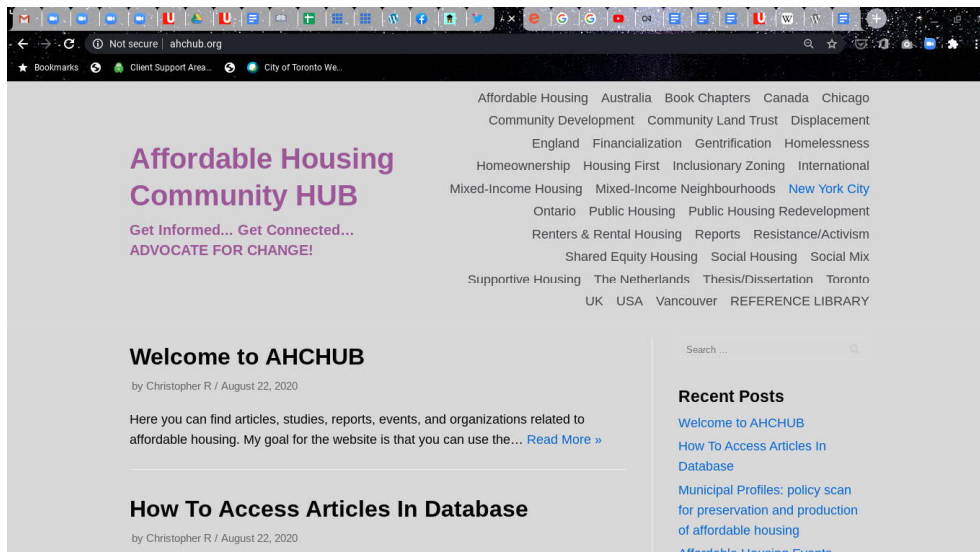 Not secure | ahchub.org
Bookmarks Client Support Area... City of Toronto We...
Affordable Housing Australia Book Chapters Canada Chicago
Community Development Community Land Trust Displacement
England Financialization Gentrification Homelessness
Homeownership Housing First Inclusionary Zoning International
Mixed-Income Housing Mixed-Income Neighbourhoods New York City
Ontario Public Housing Public Housing Redevelopment
Renters & Rental Housing Reports Resistance/Activism
Shared Equity Housing Social Housing Social Mix
Supportive Housing The Netherlands Thesis/Dissertation Toronto
UK USA Vancouver REFERENCE LIBRARY
Affordable Housing
Community HUB
Get Informed... Get Connected...
ADVOCATE FOR CHANGE!
Welcome to AHCHUB
by Christopher R / August 22, 2020
Here you can find articles, studies, reports, events, and organizations related to
affordable housing. My goal for the website is that you can use the… Read More »
How To Access Articles In Database
by Christopher R / August 22, 2020
Search ...
Recent Posts
Welcome to AHCHUB
How To Access Articles In
Database
Municipal Profiles: policy scan
for preservation and production
of affordable housing
Affordable Housing Events